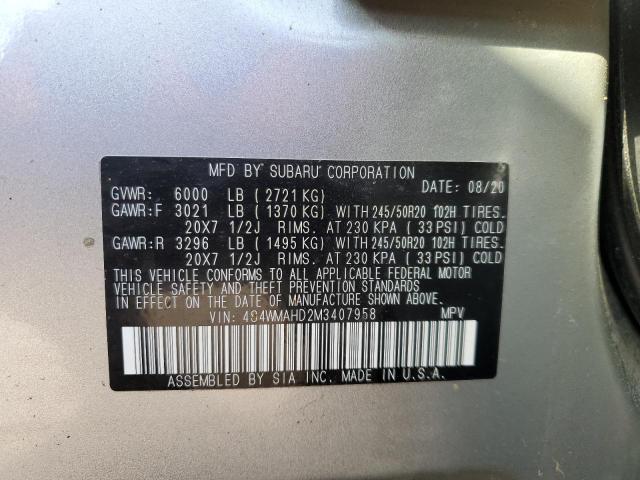 MFD BY SUBARU CORPORATION
GVWR: 6000 LB ( 2721 KG) DATE: 08/20
GAWR:F 3021 LB ( 1370 KG) WITH 245/50R20 102H TIRES.
20X7 1/2J RIMS. AT 230 KPA ( 33 PSI) COLD
GAWR:R 3296 LB ( 1495 KG) WITH 245/50R20 102H TIRES.
20X7 1/2J RIMS. AT 230 KPA ( 33 PSI) COLD
THIS VEHICLE CONFORMS TO ALL APPLICABLE FEDERAL MOTOR
VEHICLE SAFETY AND THEFT PREVENTION STANDARDS
IN EFFECT ON THE DATE OF MANUFACTURE SHOWN ABOVE.
VIN: 4S4WMAHD2M3407958 MPV
ASSEMBLED BY SIA INC. MADE IN U.S.A.